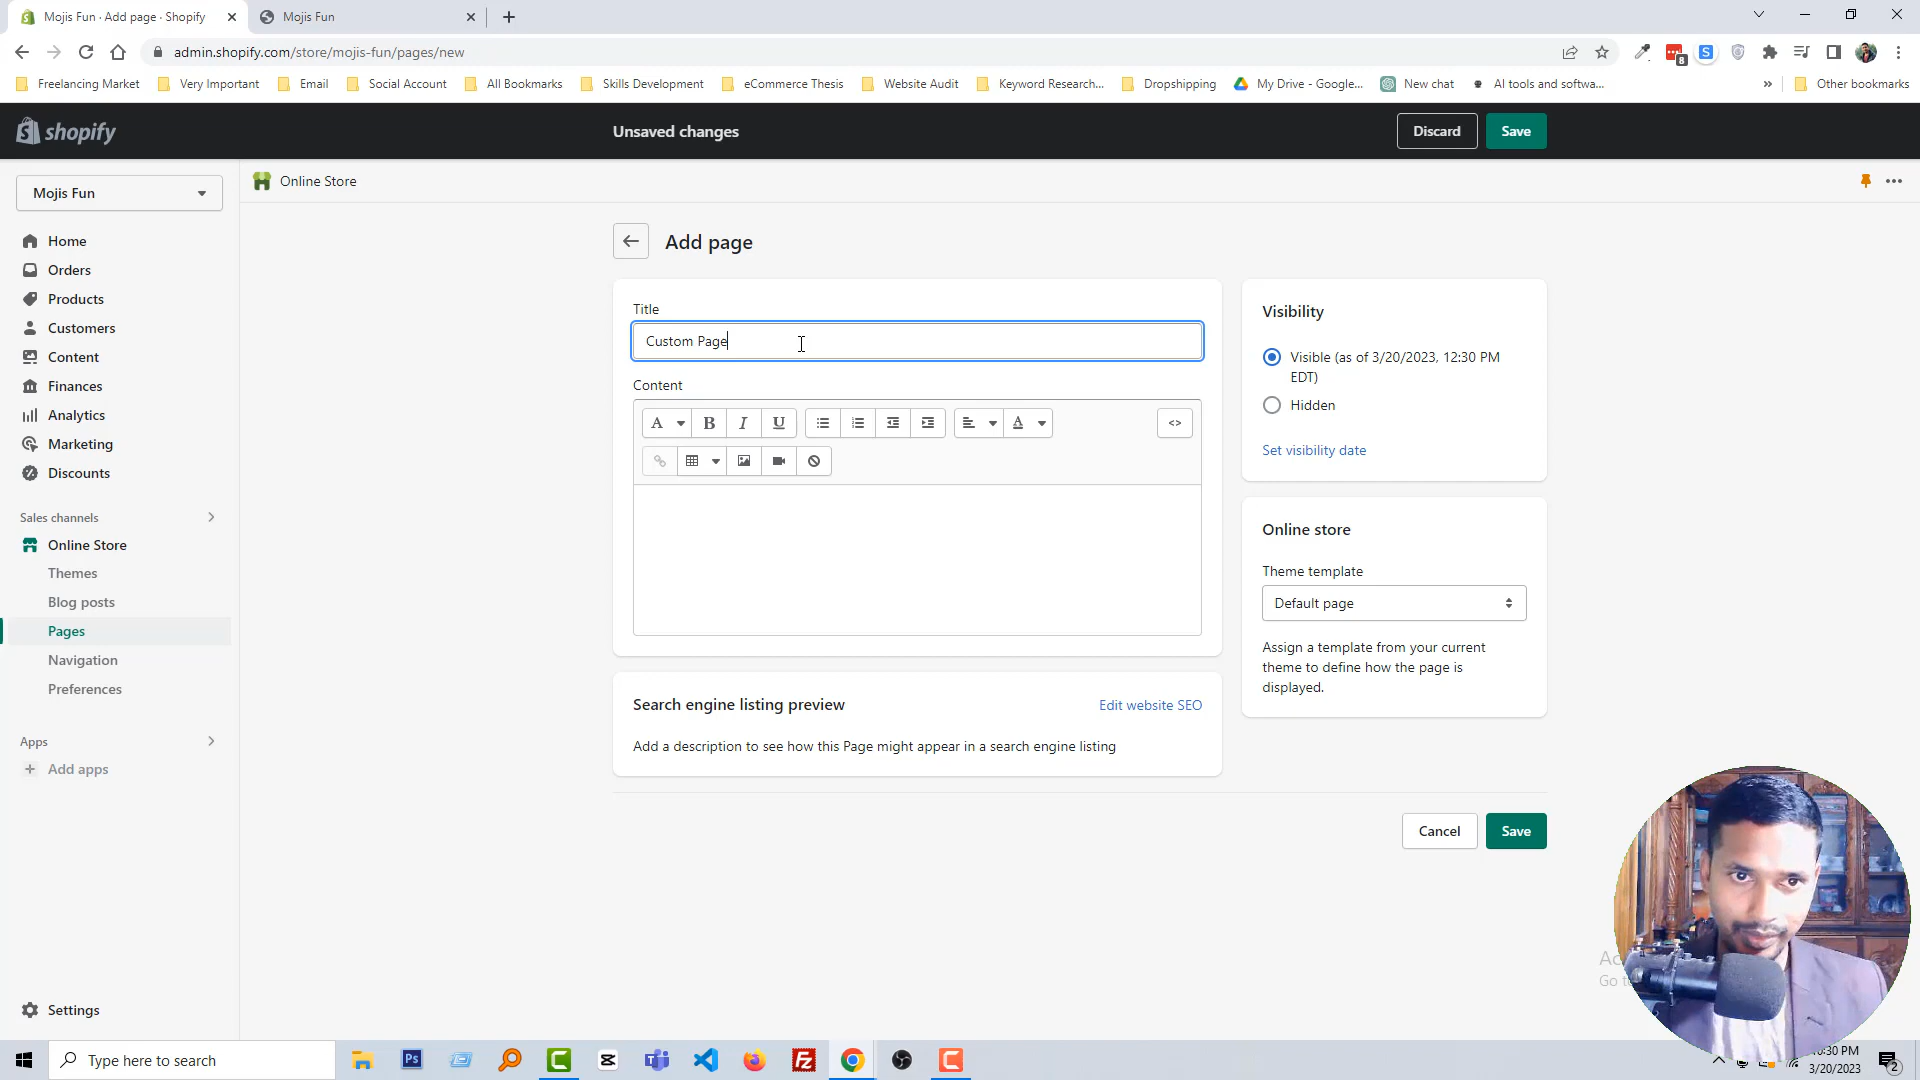 Mojis Fun · Add page · Shopify
Mojis Fun
admin.shopify.com/store/mojis-fun/pages/new
8
Freelancing Market
Very Important
Email
Social Account
All Bookmarks
Skills Development
eCommerce Thesis
Website Audit
Keyword Research...
Dropshipping
My Drive - Google...
New chat
AI tools and softwa...
»
Other bookmarks
shopify
Unsaved changes
Discard
Save
Mojis Fun
Online Store
Home
Orders
Products
Customers
Content
Finances
Analytics
Marketing
Discounts
Sales channels
Online Store
Themes
Blog posts
Pages
Navigation
Preferences
Apps
Add apps
Settings
Add page
Title
Custom Page
Content
A
B
I
U
A
<>
Search engine listing preview
Edit website SEO
Add a description to see how this Page might appear in a search engine listing
Visibility
Visible (as of 3/20/2023, 12:30 PM
EDT)
Hidden
Set visibility date
Online store
Theme template
Default page
Assign a template from your current
theme to define how the page is
displayed.
Cancel
Save
Type here to search
Ps
3/20/2023
2